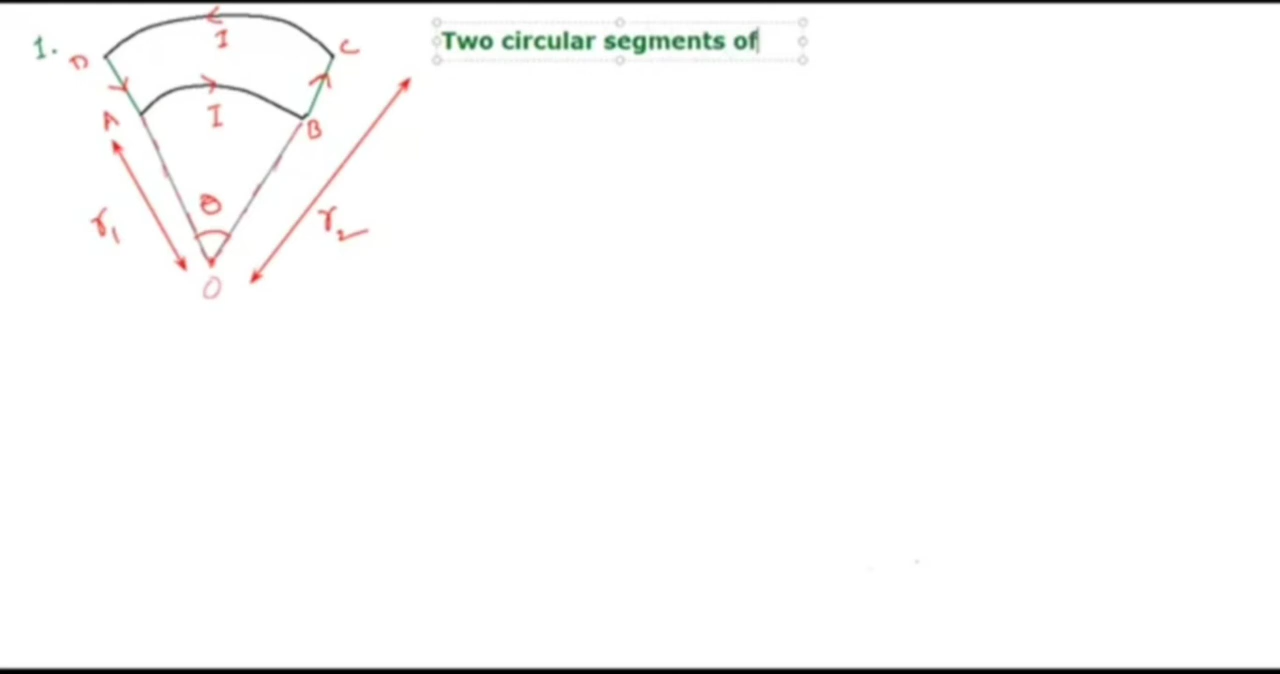 1.
D
I
C
Two circular segments of
A
I
B
θ
r₁
r₂
O